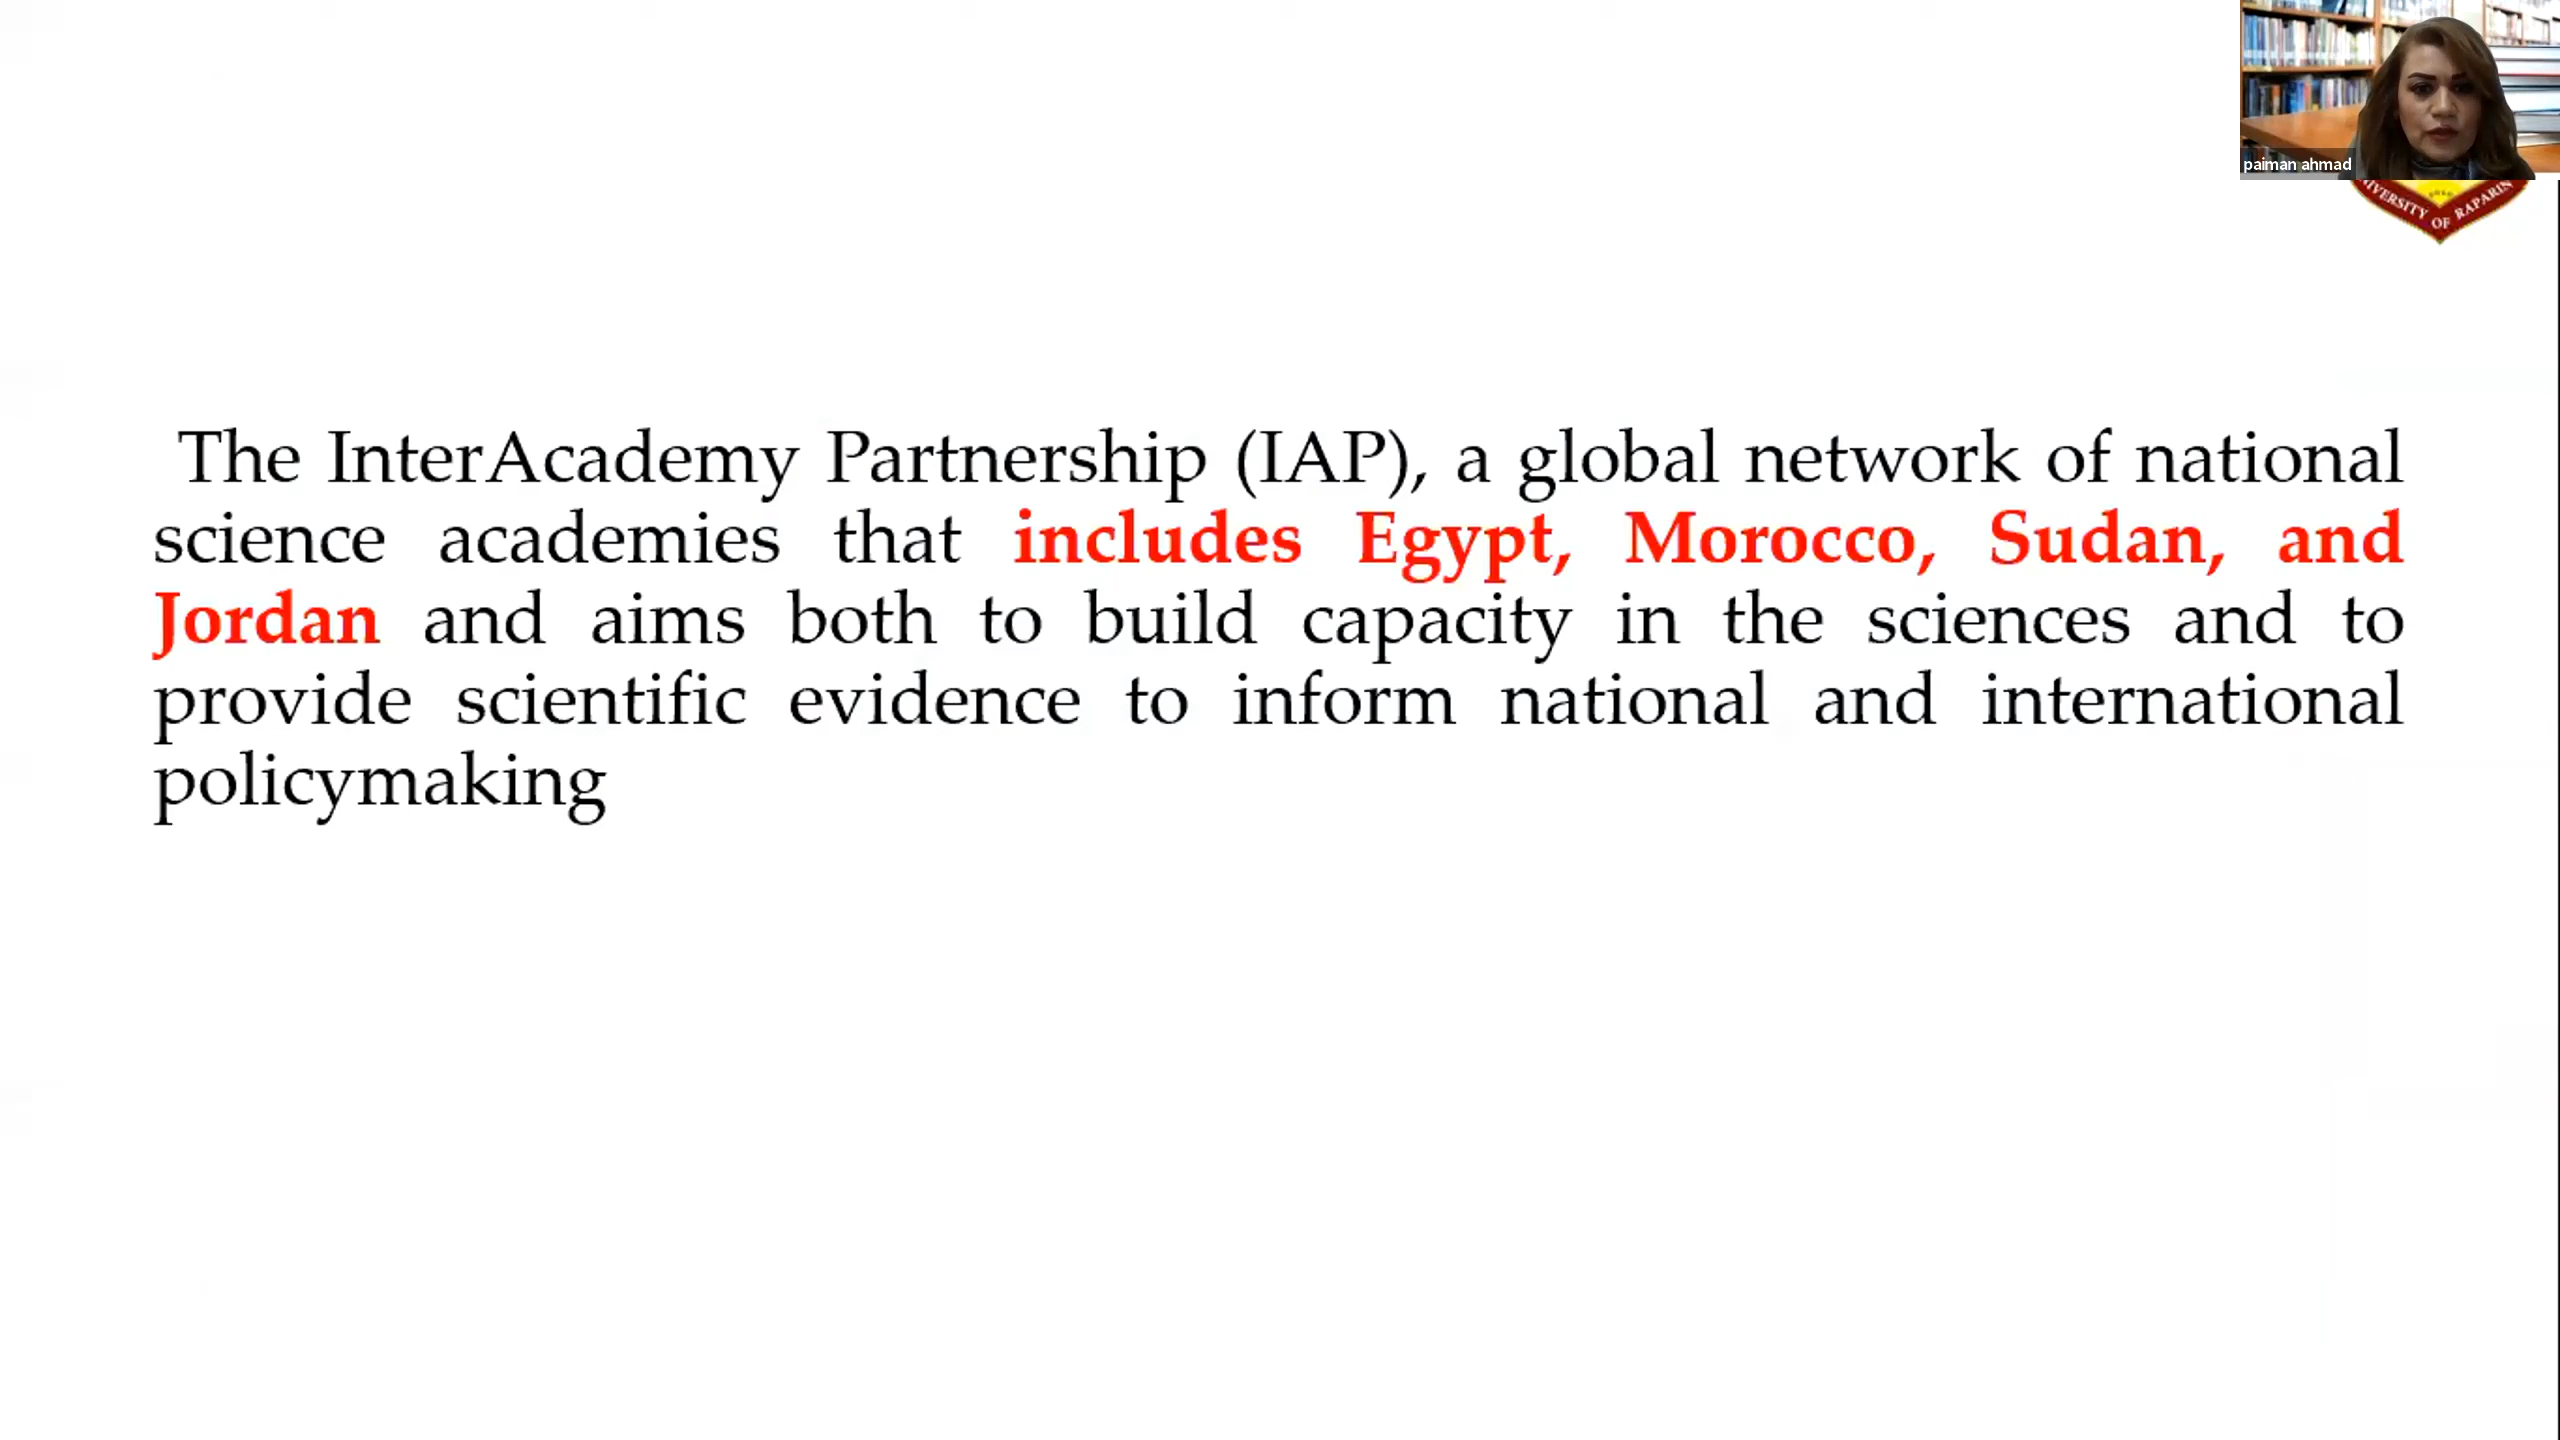 paiman ahmad
UNIVERSITY OF RAPARIN
The InterAcademy Partnership (IAP), a global network of national
science academies that includes Egypt, Morocco, Sudan, and
Jordan and aims both to build capacity in the sciences and to
provide scientific evidence to inform national and international
policymaking